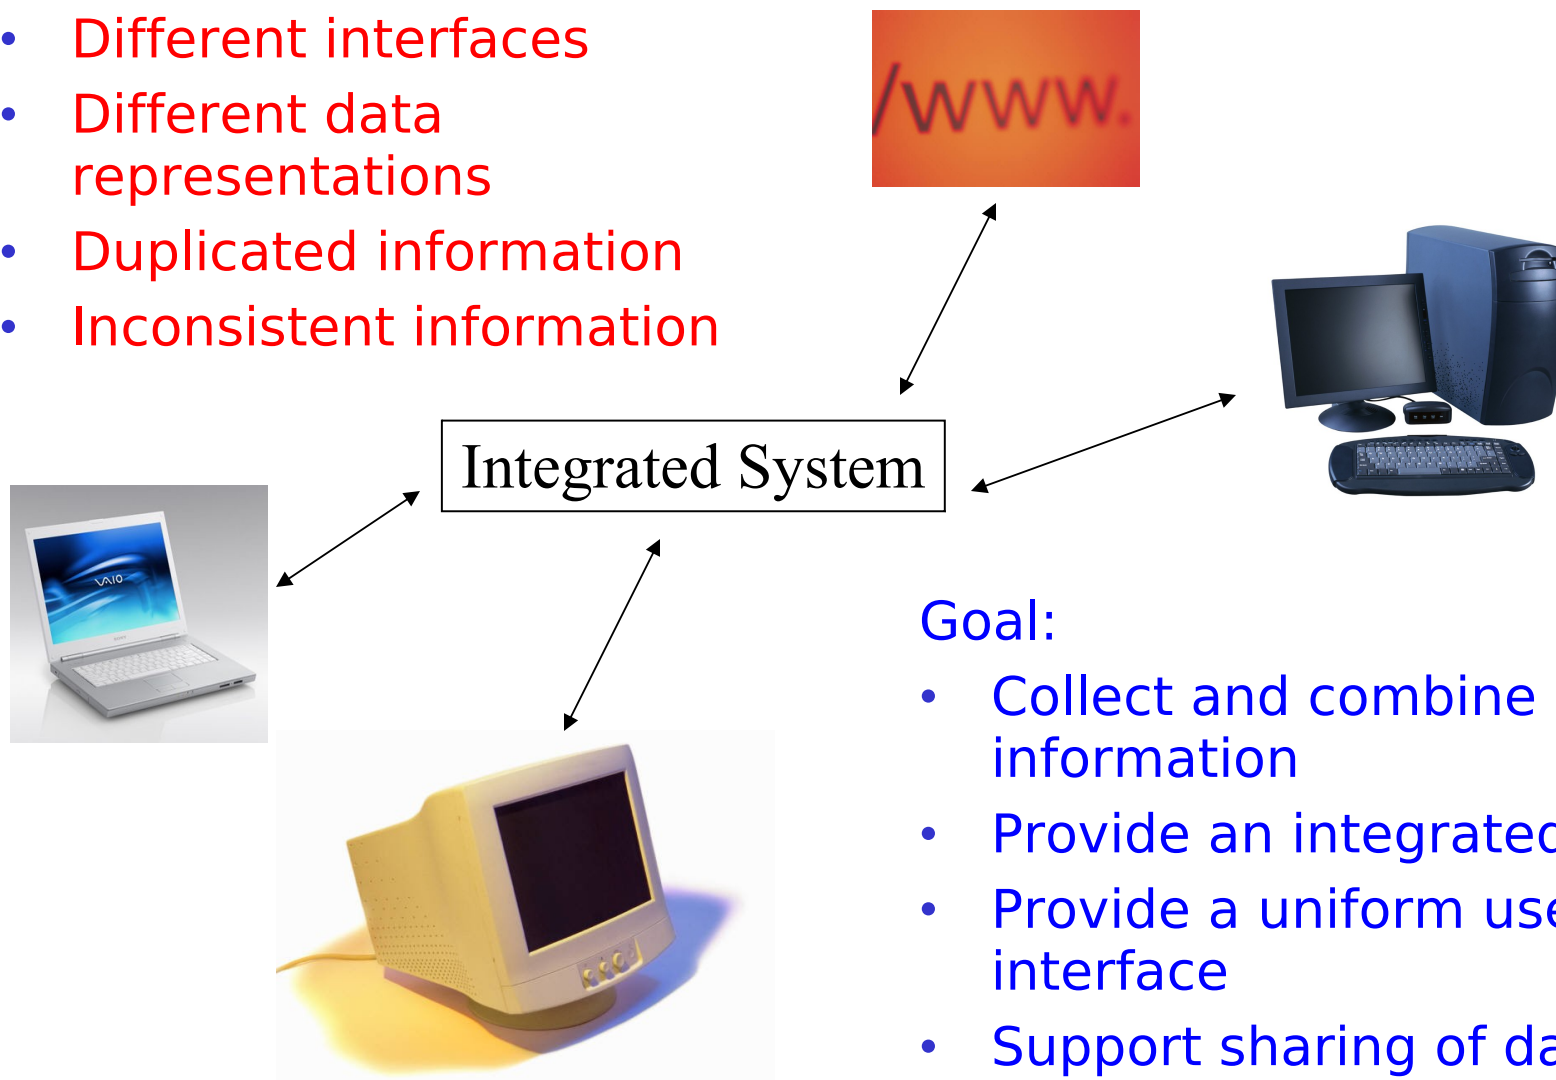 • Different interfaces
• Different data
representations
• Duplicated information
• Inconsistent information
/www.
Integrated System
VAIO
SONY
Goal:
• Collect and combine
information
• Provide an integrated
• Provide a uniform use
interface
• Support sharing of da